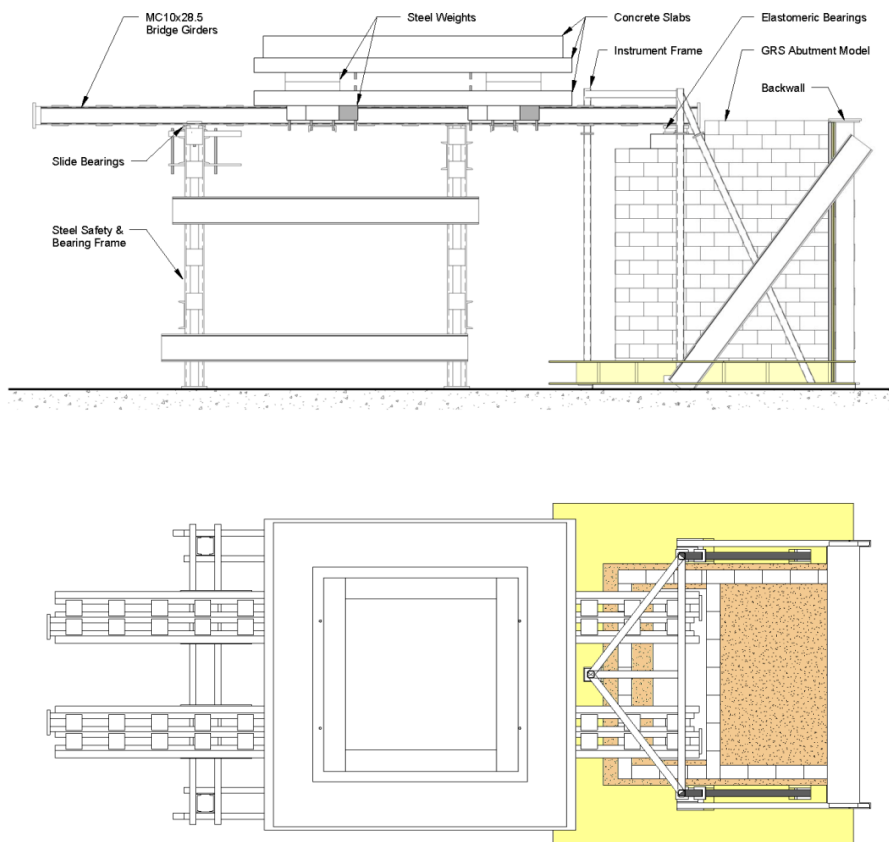 MC10x28.5
Bridge Girders
Steel Weights
Concrete Slabs
Elastomeric Bearings
Instrument Frame
GRS Abutment Model
Backwall
Slide Bearings
Steel Safety &
Bearing Frame